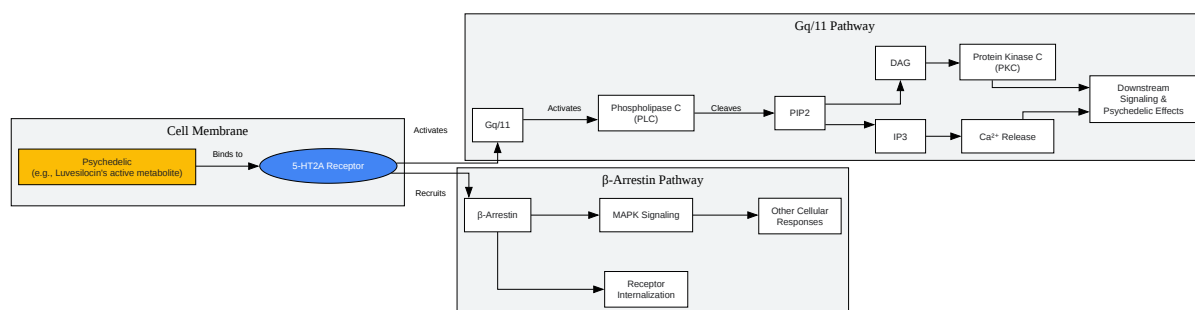 Cell Membrane
Psychedelic
(e.g., Luvesilocin's active metabolite)
Binds to
5-HT2A Receptor
Activates
Recruits
Gq/11 Pathway
Gq/11
Activates
Phospholipase C
(PLC)
Cleaves
PIP2
DAG
Protein Kinase C
(PKC)
IP3
Ca²⁺ Release
Downstream
Signaling &
Psychedelic Effects
β-Arrestin Pathway
β-Arrestin
MAPK Signaling
Other Cellular
Responses
Receptor
Internalization